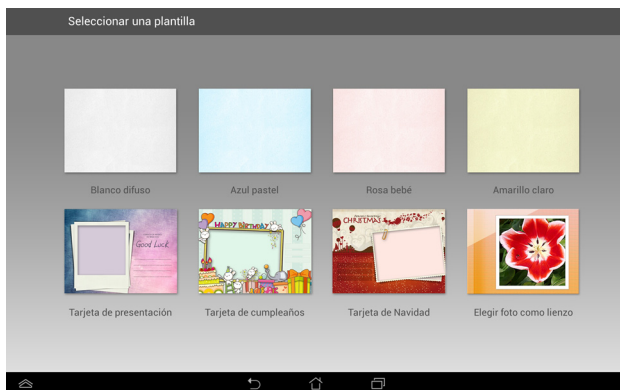 Seleccionar una plantilla
Blanco difuso
Azul pastel
Rosa bebé
Amarillo claro
Good Luck
HAPPY BIRTHDAY
CHRISTMAS
Tarjeta de presentación
Tarjeta de cumpleaños
Tarjeta de Navidad
Elegir foto como lienzo